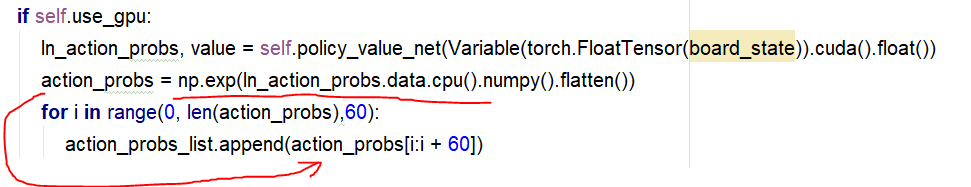 if self.use_gpu:
ln_action_probs, value = self.policy_value_net(Variable(torch.FloatTensor(board_state)).cuda().float())
action_probs = np.exp(ln_action_probs.data.cpu().numpy().flatten())
for i in range(0, len(action_probs),60):
action_probs_list.append(action_probs[i:i + 60])